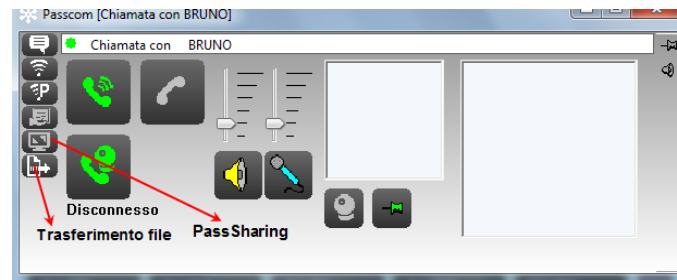 Passcom [Chiamata con BRUNO]
Chiamata con BRUNO
P
Disconnesso
Trasferimento file PassSharing